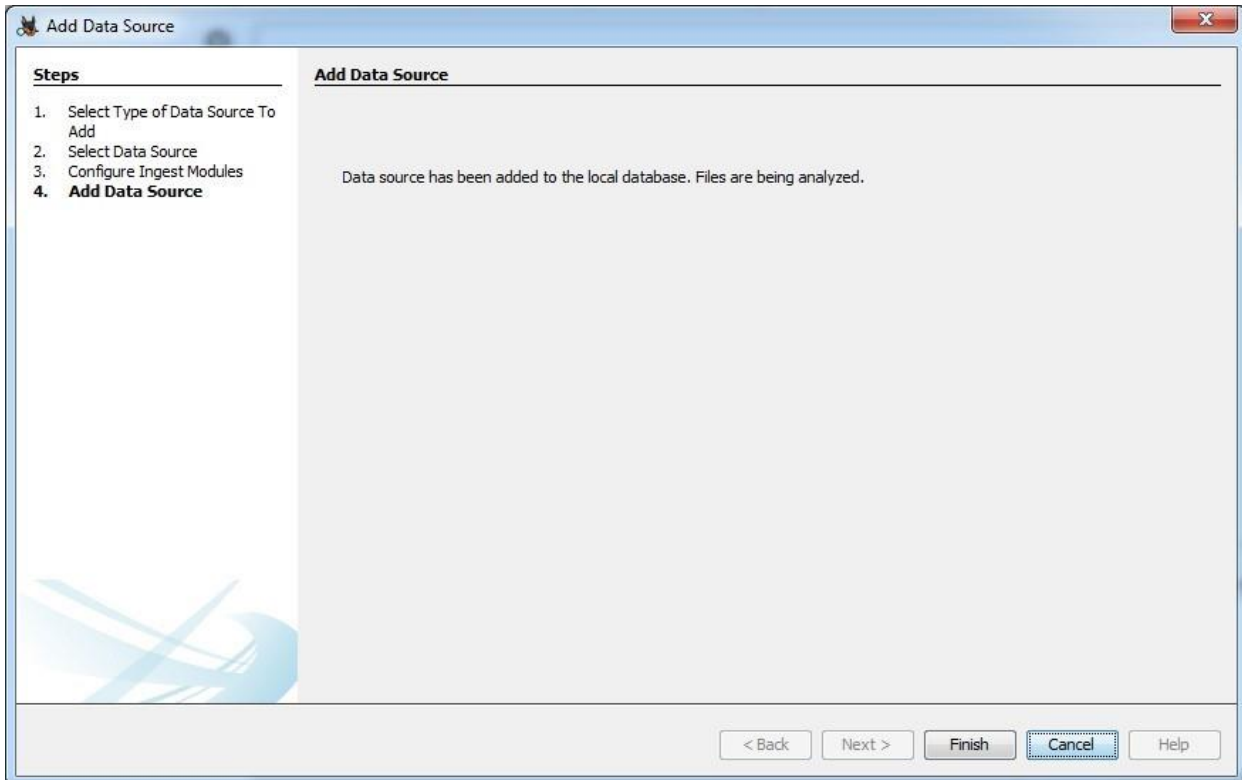 Add Data Source
Steps
1. Select Type of Data Source To
Add
2. Select Data Source
3. Configure Ingest Modules
4. Add Data Source
Add Data Source
Data source has been added to the local database. Files are being analyzed.
< Back Next > Finish Cancel Help